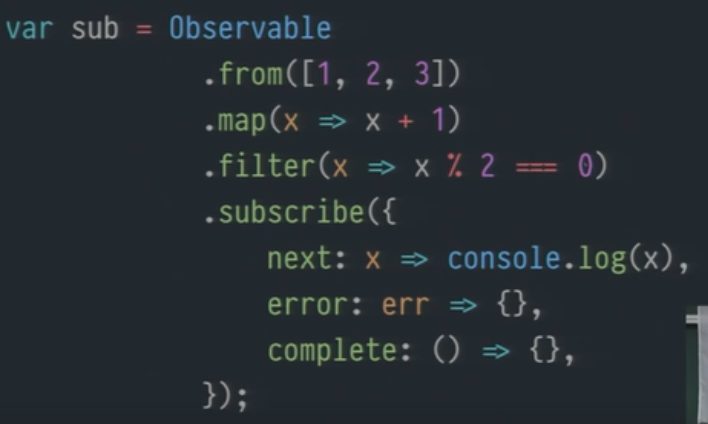 var sub = Observable
.from([1, 2, 3])
.map(x => x + 1)
.filter(x => x % 2 === 0)
.subscribe({
next: x => console.log(x),
error: err => {},
complete: () => {},
});